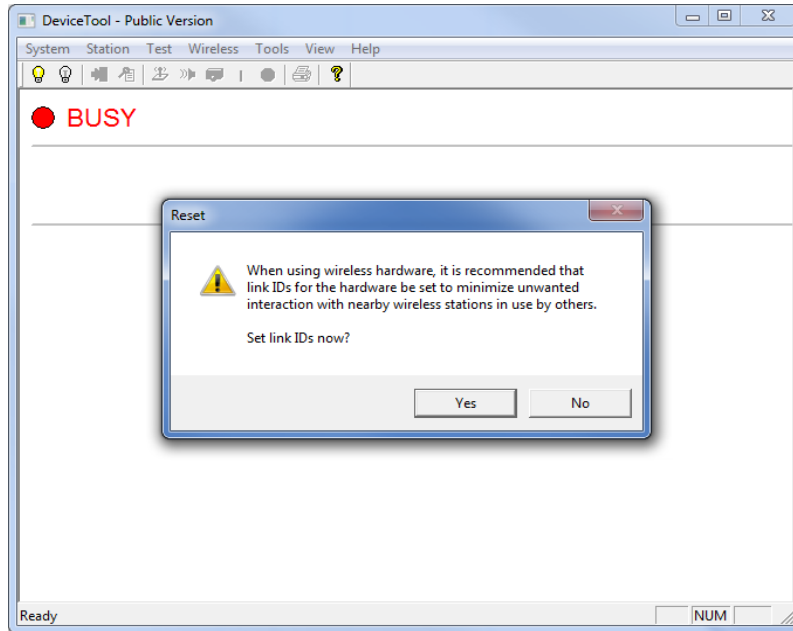 DeviceTool - Public Version
System Station Test Wireless Tools View Help
BUSY
Reset
When using wireless hardware, it is recommended that
link IDs for the hardware be set to minimize unwanted
interaction with nearby wireless stations in use by others.
Set link IDs now?
Yes No
Ready NUM